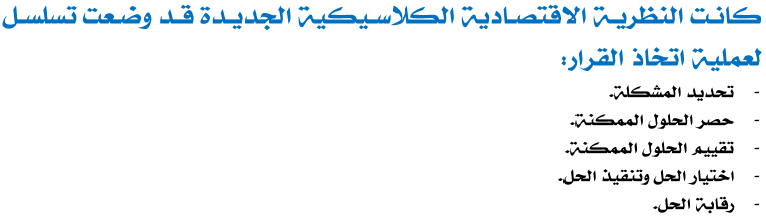 كانت النظرية الاقتصادية الكلاسيكية الجديدة قد وضعت تسلسل
لعملية اتخاذ القرار:
- تحديد المشكلة.
- حصر الحلول الممكنة.
- تقييم الحلول الممكنة.
- اختيار الحل وتنقيذ الحل.
- رقابة الحل.